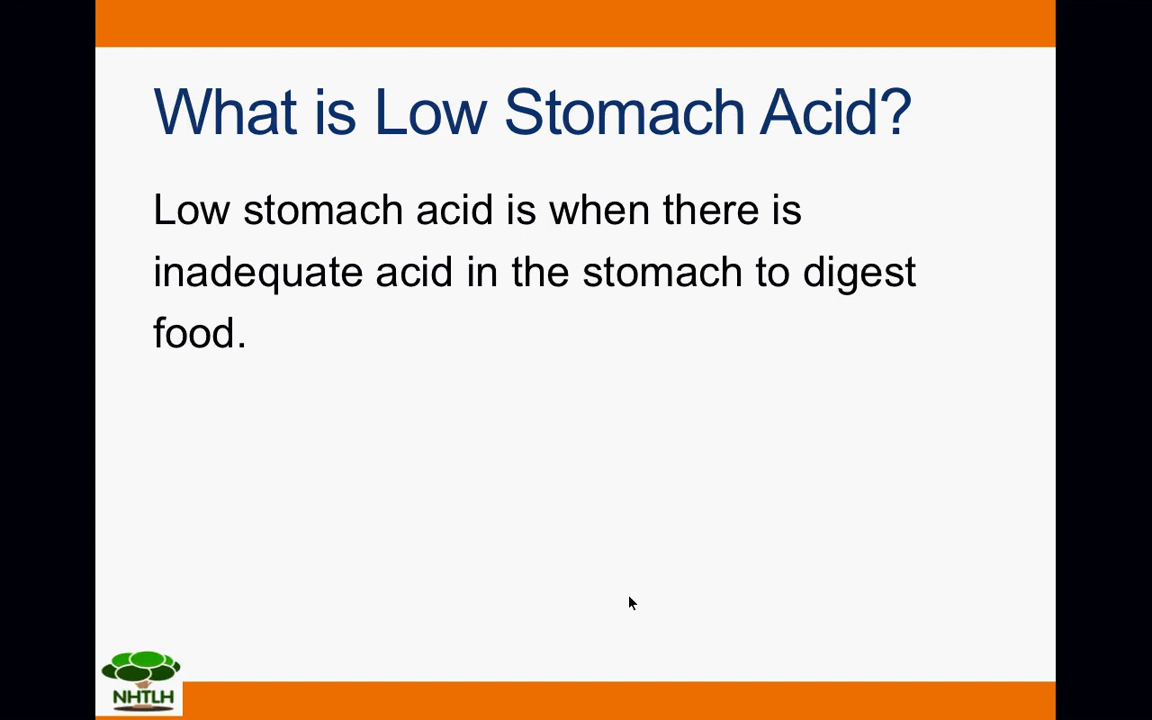 What is Low Stomach Acid?
Low stomach acid is when there is
inadequate acid in the stomach to digest
food.
NHTLH